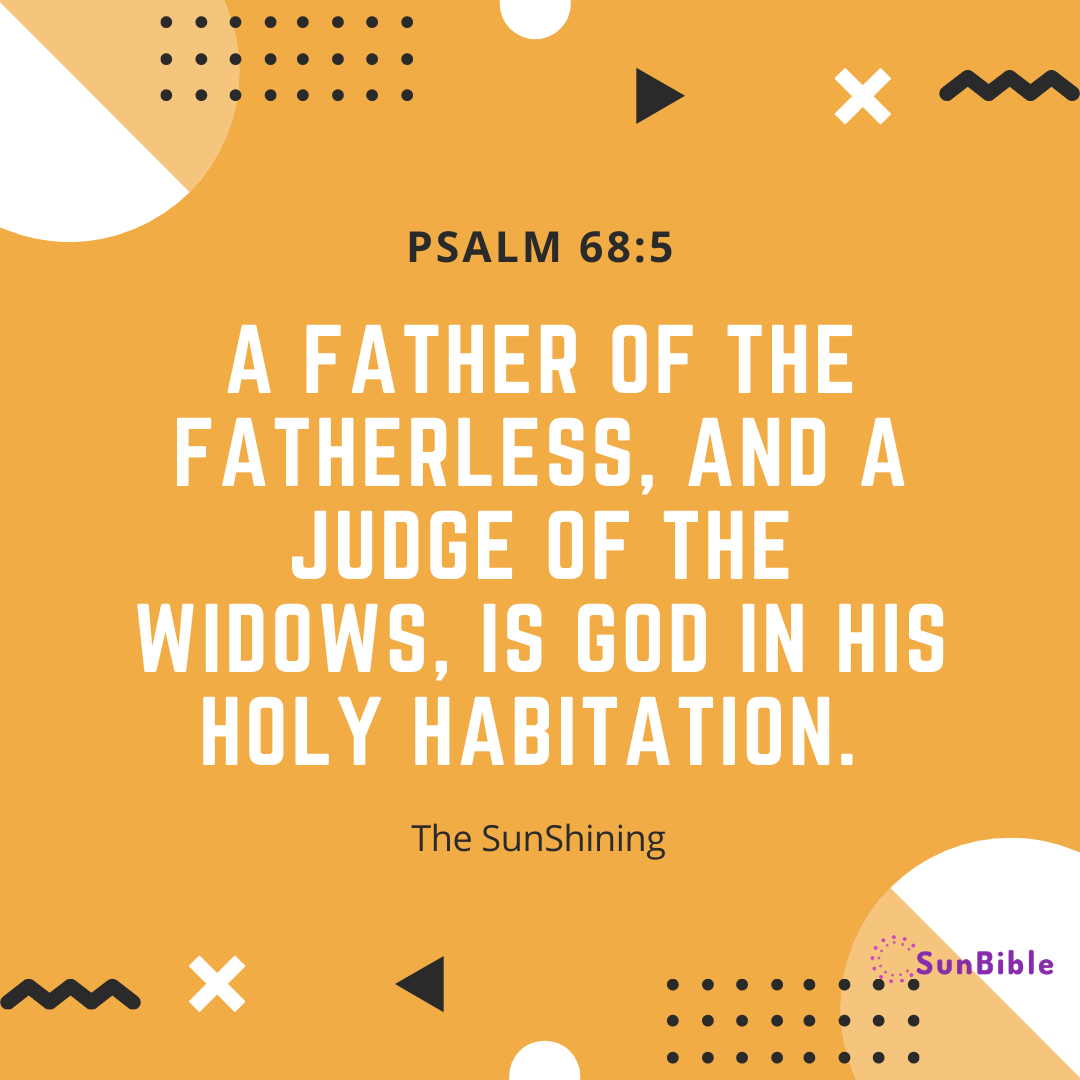 PSALM 68:5
A FATHER OF THE
FATHERLESS, AND A
JUDGE OF THE
WIDOWS, IS GOD IN HIS
HOLY HABITATION.
The SunShining
SunBible